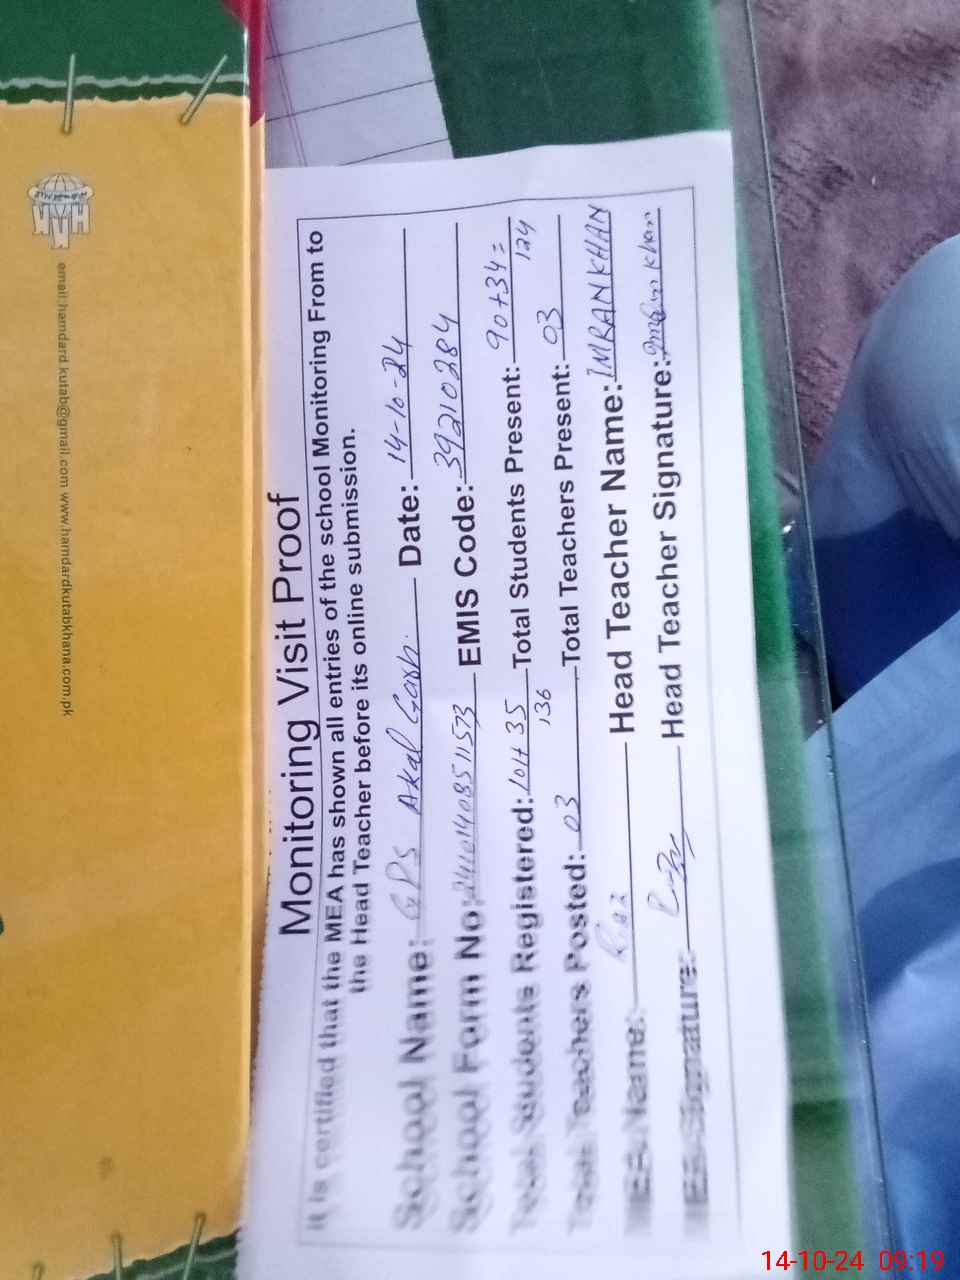 Monitoring Visit Proof
It is certified that the MEA has shown all entries of the school Monitoring From to
the Head Teacher before its online submission.
School Name: GPS Akal Garh. Date: 14-10-24
School Form No: EMIS Code: 39210284
Total Students Registered: 101+35 136 Total Students Present: 90+34= 124
Total Teachers Posted: 03 Total Teachers Present: 03
Name: Head Teacher Name: IMRAN KHAN
Signature: Head Teacher Signature: Imran Khan
email: hamdard.kutab@gmail.com www.hamdardkutabkhana.com.pk
14-10-24 09:19